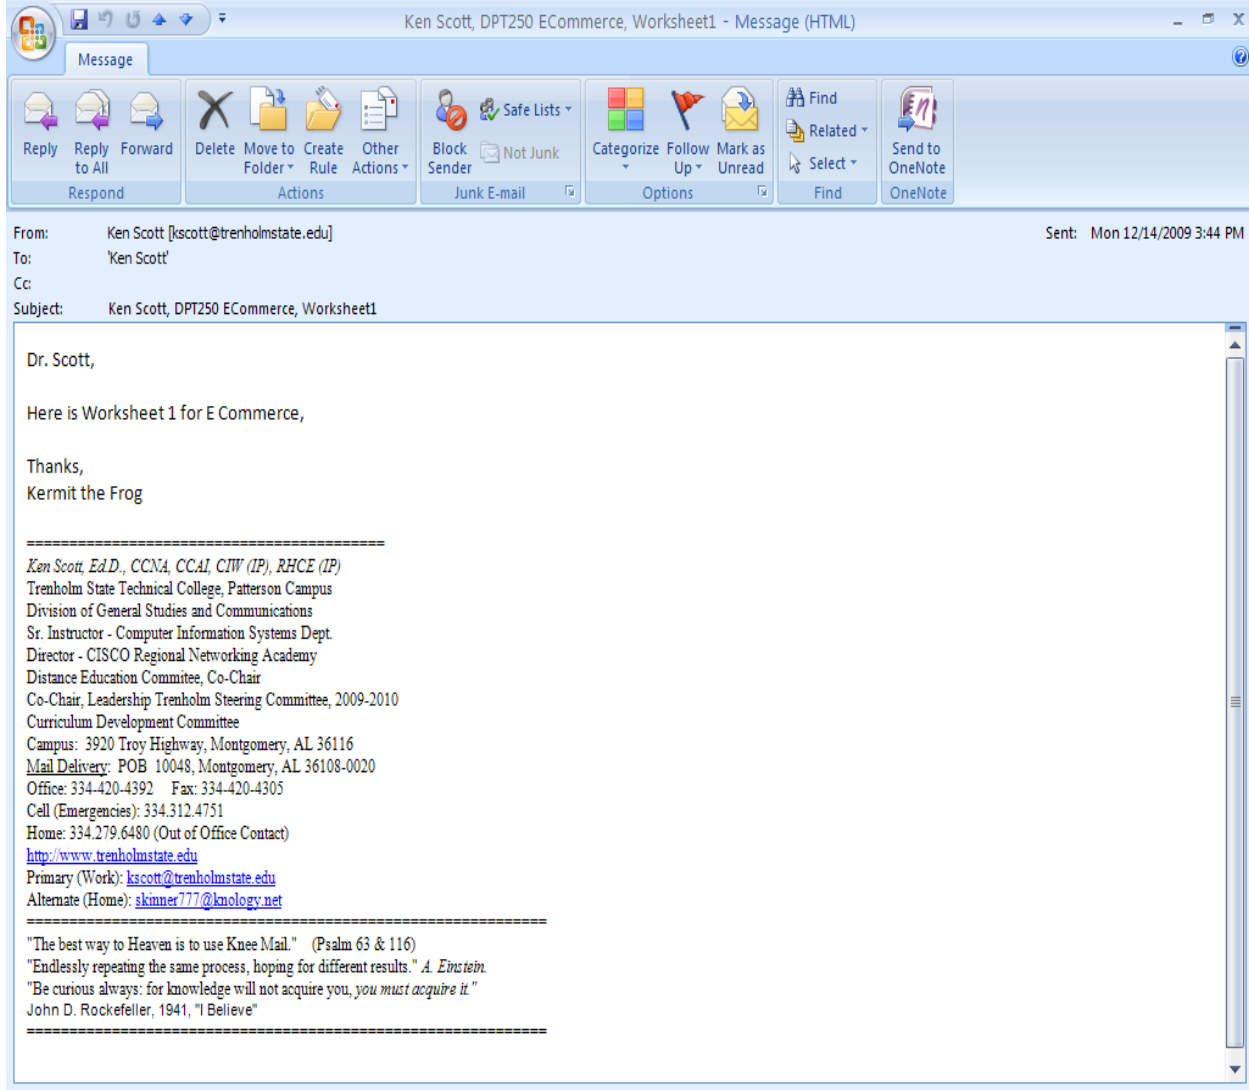 Ken Scott, DPT250 ECommerce, Worksheet1 - Message (HTML)
Message
Reply
Reply to All
Forward
Respond
Delete
Move to Folder
Create Rule
Other Actions
Actions
Block Sender
Safe Lists
Not Junk
Junk E-mail
Categorize
Follow Up
Mark as Unread
Options
Find
Related
Select
Find
Send to OneNote
OneNote
From: Ken Scott [kscott@trenholmstate.edu]
Sent: Mon 12/14/2009 3:44 PM
To: 'Ken Scott'
Cc:
Subject: Ken Scott, DPT250 ECommerce, Worksheet1
Dr. Scott,
Here is Worksheet 1 for E Commerce,
Thanks,
Kermit the Frog
==========================================
Ken Scott, Ed.D., CCNA, CCAI, CIW (IP), RHCE (IP)
Trenholm State Technical College, Patterson Campus
Division of General Studies and Communications
Sr. Instructor - Computer Information Systems Dept.
Director - CISCO Regional Networking Academy
Distance Education Commitee, Co-Chair
Co-Chair, Leadership Trenholm Steering Committee, 2009-2010
Curriculum Development Committee
Campus: 3920 Troy Highway, Montgomery, AL 36116
Mail Delivery: POB 10048, Montgomery, AL 36108-0020
Office: 334-420-4392 Fax: 334-420-4305
Cell (Emergencies): 334.312.4751
Home: 334.279.6480 (Out of Office Contact)
http://www.trenholmstate.edu
Primary (Work): kscott@trenholmstate.edu
Alternate (Home): skinner777@knology.net
=============================================================
"The best way to Heaven is to use Knee Mail." (Psalm 63 & 116)
"Endlessly repeating the same process, hoping for different results." A. Einstein.
"Be curious always: for knowledge will not acquire you, you must acquire it."
John D. Rockefeller, 1941, "I Believe"
=============================================================